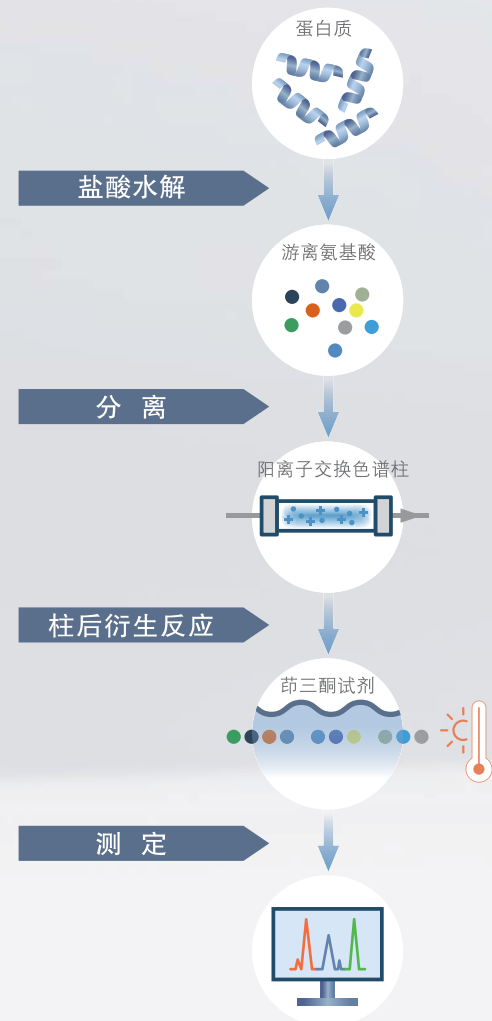 蛋白质
盐酸水解
游离氨基酸
分 离
阳离子交换色谱柱
柱后衍生反应
茚三酮试剂
测 定